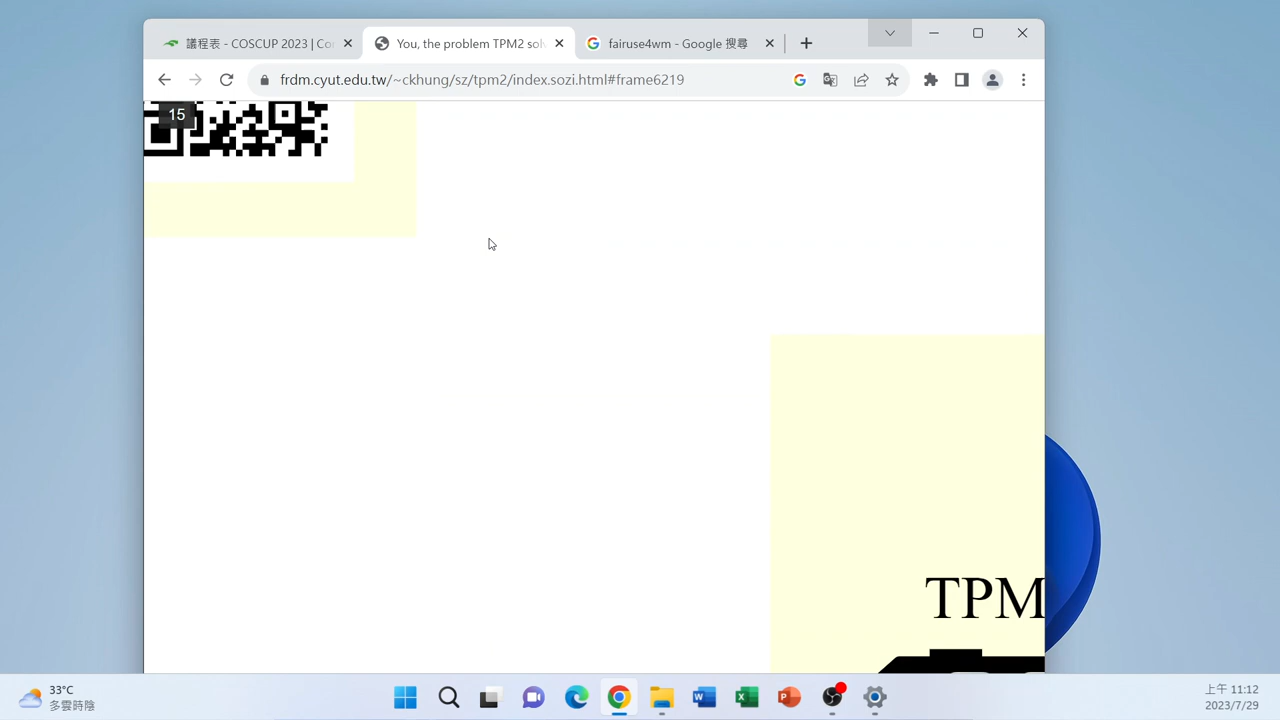 議程表 - COSCUP 2023 | Co
You, the problem TPM2 sol
fairuse4wm - Google 搜尋
frdm.cyut.edu.tw/~ckhung/sz/tpm2/index.sozi.html#frame6219
15
TPM
33°C
多雲時陰
上午 11:12
2023/7/29